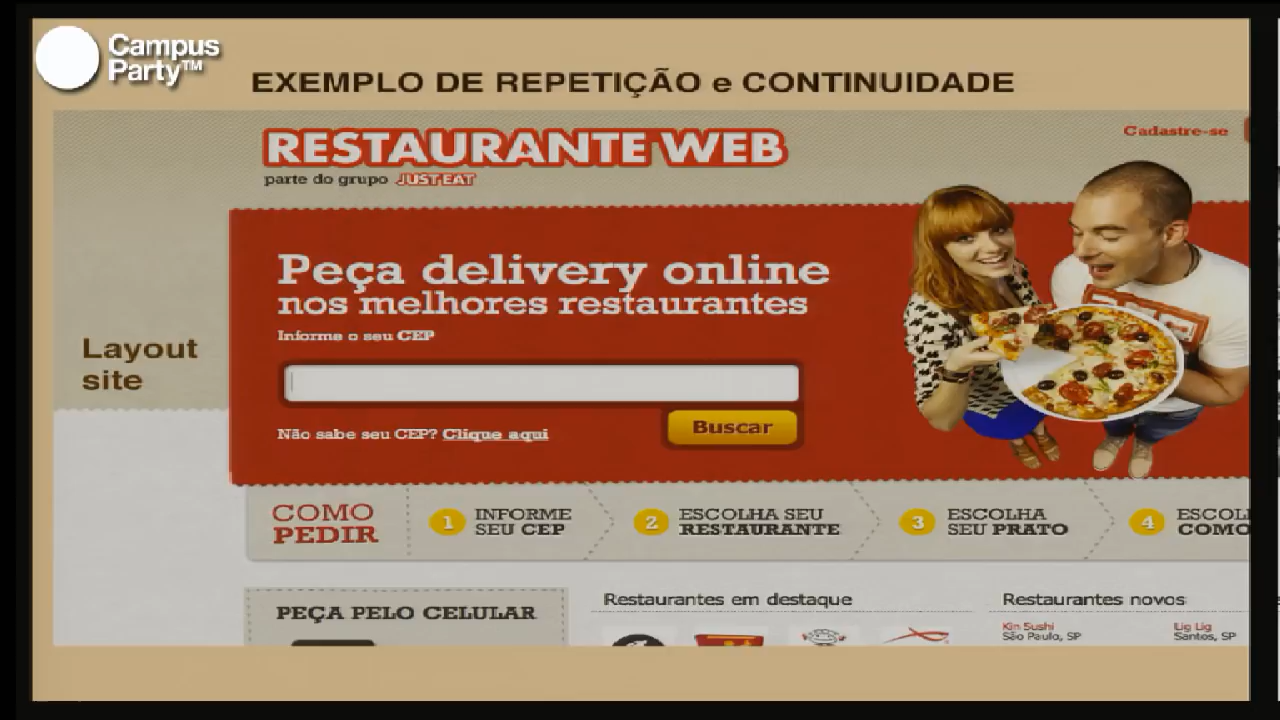 Campus
Party™
EXEMPLO DE REPETIÇÃO e CONTINUIDADE
RESTAURANTE WEB
parte do grupo JUST EAT
Cadastre-se
Peça delivery online
nos melhores restaurantes
Informe o seu CEP
Layout
site
Buscar
Não sabe seu CEP? Clique aqui
COMO
PEDIR
1 INFORME
SEU CEP
2 ESCOLHA SEU
RESTAURANTE
3 ESCOLHA
SEU PRATO
4 ESCOL
COMO
PEÇA PELO CELULAR
Restaurantes em destaque
Restaurantes novos
Kin Sushi
São Paulo, SP
Lig Lig
Santos, SP